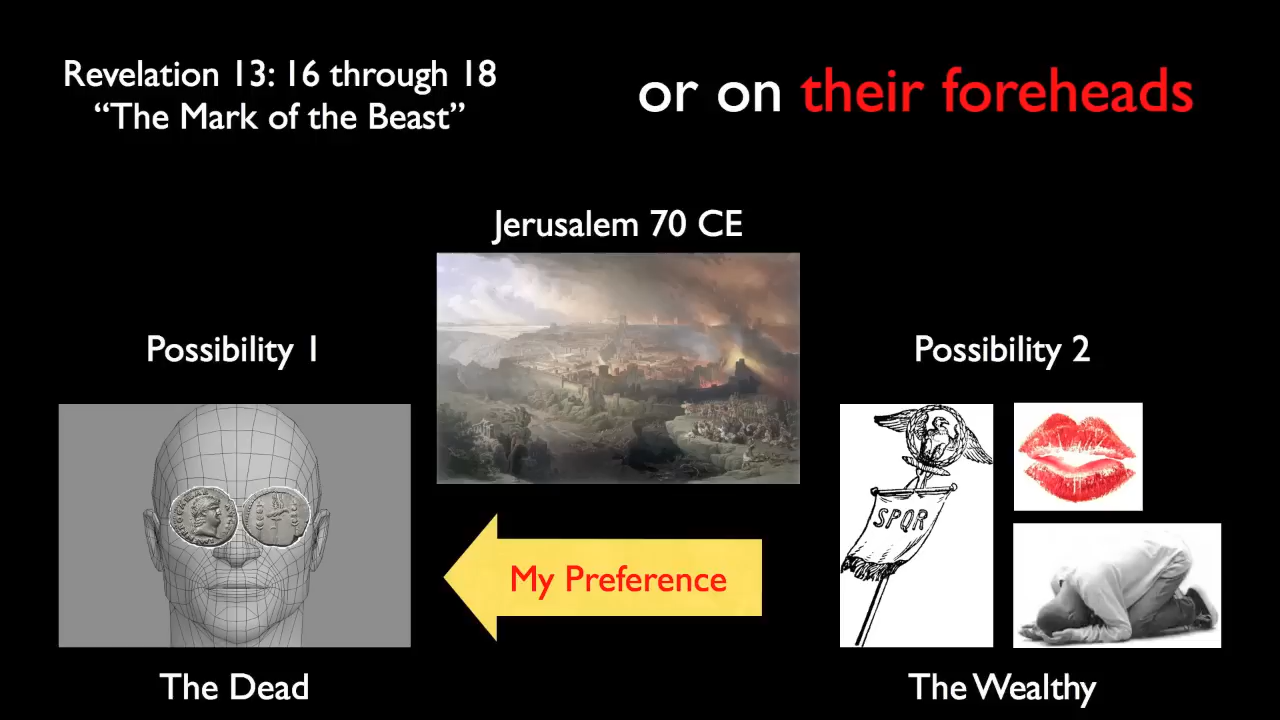 Revelation 13: 16 through 18
“The Mark of the Beast”
or on their foreheads
Jerusalem 70 CE
Possibility 1
Possibility 2
SPQR
My Preference
The Dead
The Wealthy